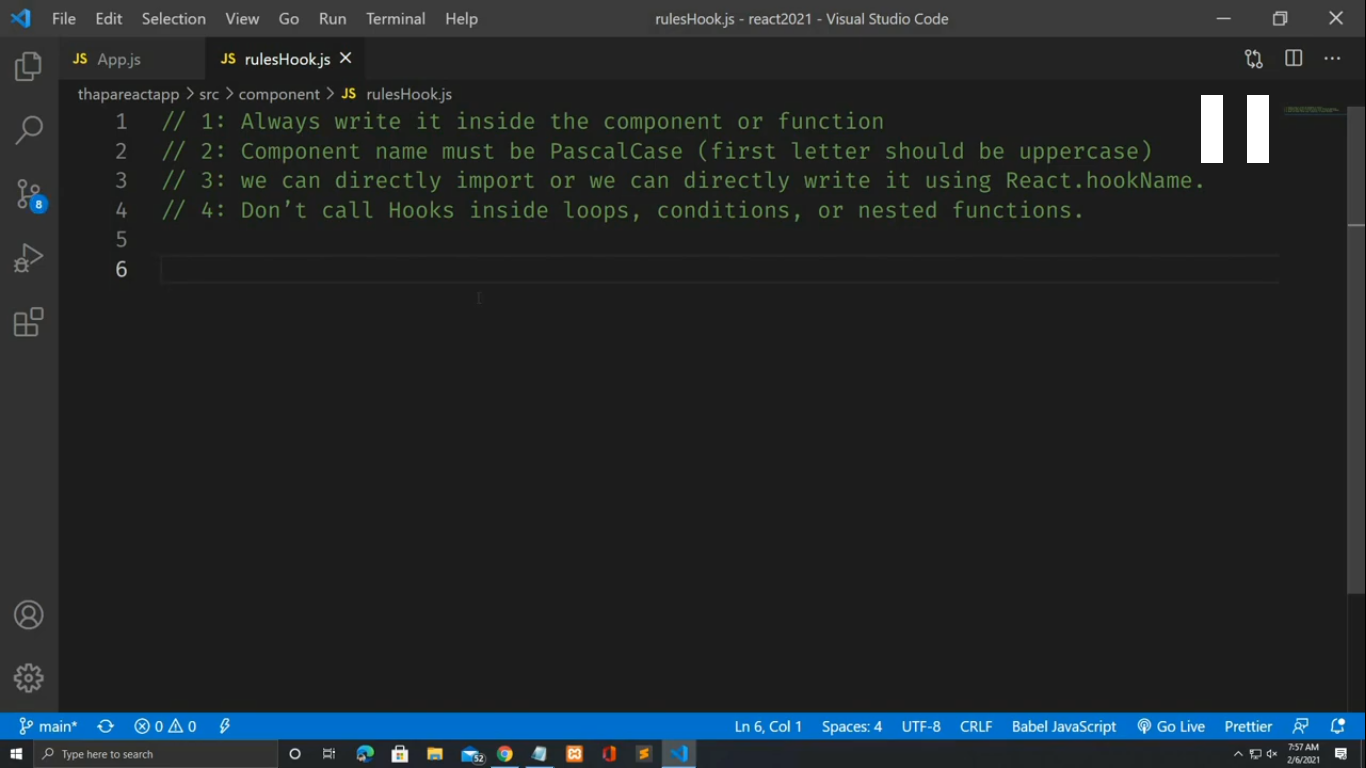 File Edit Selection View Go Run Terminal Help rulesHook.js - react2021 - Visual Studio Code
JS App.js JS rulesHook.js
thapareactapp > src > component > JS rulesHook.js
1 // 1: Always write it inside the component or function
2 // 2: Component name must be PascalCase (first letter should be uppercase)
3 // 3: we can directly import or we can directly write it using React.hookName.
4 // 4: Don’t call Hooks inside loops, conditions, or nested functions.
5
6
8
main* 0 0 Ln 6, Col 1 Spaces: 4 UTF-8 CRLF Babel JavaScript Go Live Prettier
Type here to search 52 7:57 AM
2/6/2021